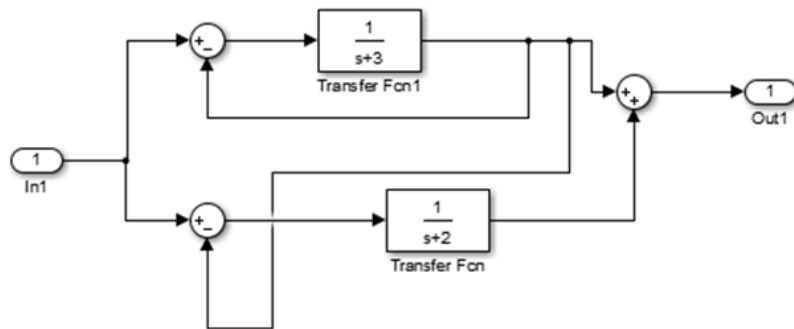 1
s+3
Transfer Fcn1
1
In1
1
s+2
Transfer Fcn
1
Out1
+
-
+
-
+
+